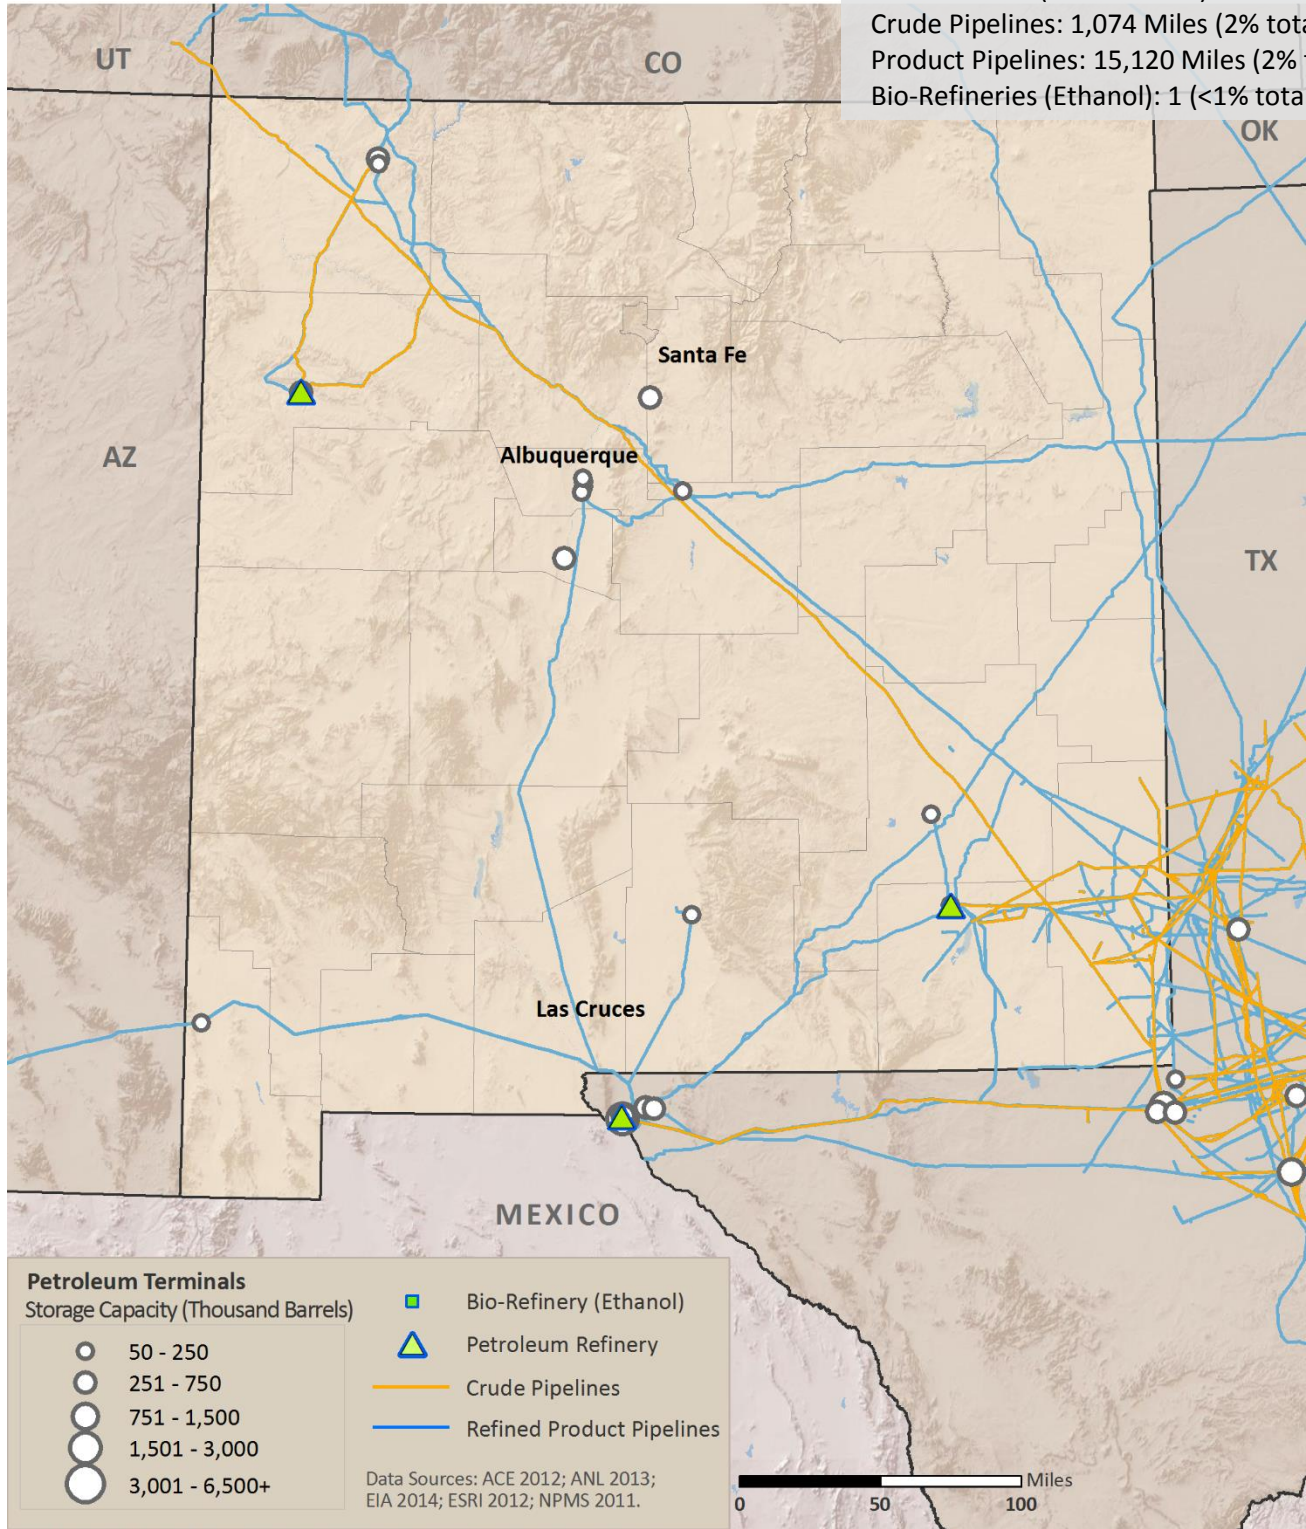 Crude Pipelines: 1,074 Miles (2% tota
Product Pipelines: 15,120 Miles (2%
Bio-Refineries (Ethanol): 1 (<1% total
UT
CO
OK
Santa Fe
AZ
Albuquerque
TX
Las Cruces
MEXICO
Petroleum Terminals
Storage Capacity (Thousand Barrels)
50 - 250
251 - 750
751 - 1,500
1,501 - 3,000
3,001 - 6,500+
Bio-Refinery (Ethanol)
Petroleum Refinery
Crude Pipelines
Refined Product Pipelines
Data Sources: ACE 2012; ANL 2013;
EIA 2014; ESRI 2012; NPMS 2011.
Miles
0 50 100